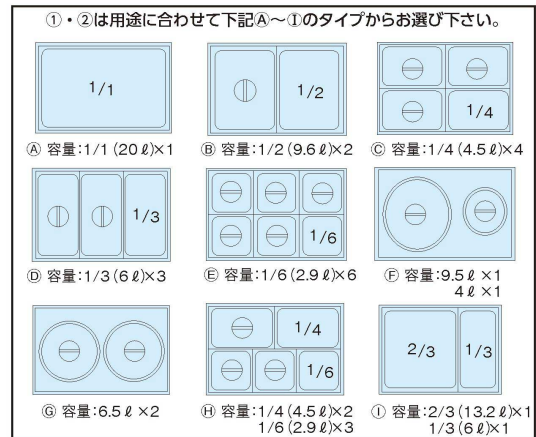 ①・②は用途に合わせて下記Ⓐ～Ⓘのタイプからお選び下さい。
1/1
1/2
1/4
Ⓐ 容量:1/1(20ℓ)×1
Ⓑ 容量:1/2(9.6ℓ)×2
Ⓒ 容量:1/4(4.5ℓ)×4
1/3
1/6
Ⓓ 容量:1/3(6ℓ)×3
Ⓔ 容量:1/6(2.9ℓ)×6
Ⓕ 容量:9.5ℓ×1
4ℓ×1
1/4
1/6
2/3
1/3
Ⓖ 容量:6.5ℓ×2
Ⓗ 容量:1/4(4.5ℓ)×2
1/6(2.9ℓ)×3
Ⓘ 容量:2/3(13.2ℓ)×1
1/3(6ℓ)×1